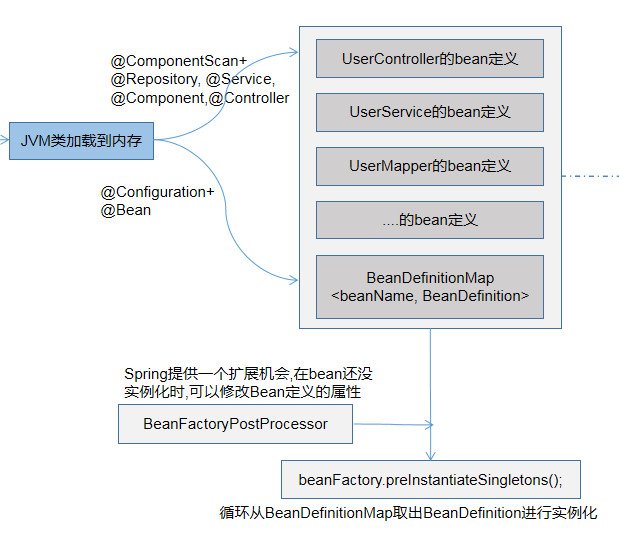 @ComponentScan+
@Repository, @Service,
@Component,@Controller
JVM类加载到内存
@Configuration+
@Bean
UserController的bean定义
UserService的bean定义
UserMapper的bean定义
....的bean定义
BeanDefinitionMap
<beanName, BeanDefinition>
Spring提供一个扩展机会,在bean还没
实例化时,可以修改Bean定义的属性
BeanFactoryPostProcessor
beanFactory.preInstantiateSingletons();
循环从BeanDefinitionMap取出BeanDefinition进行实例化